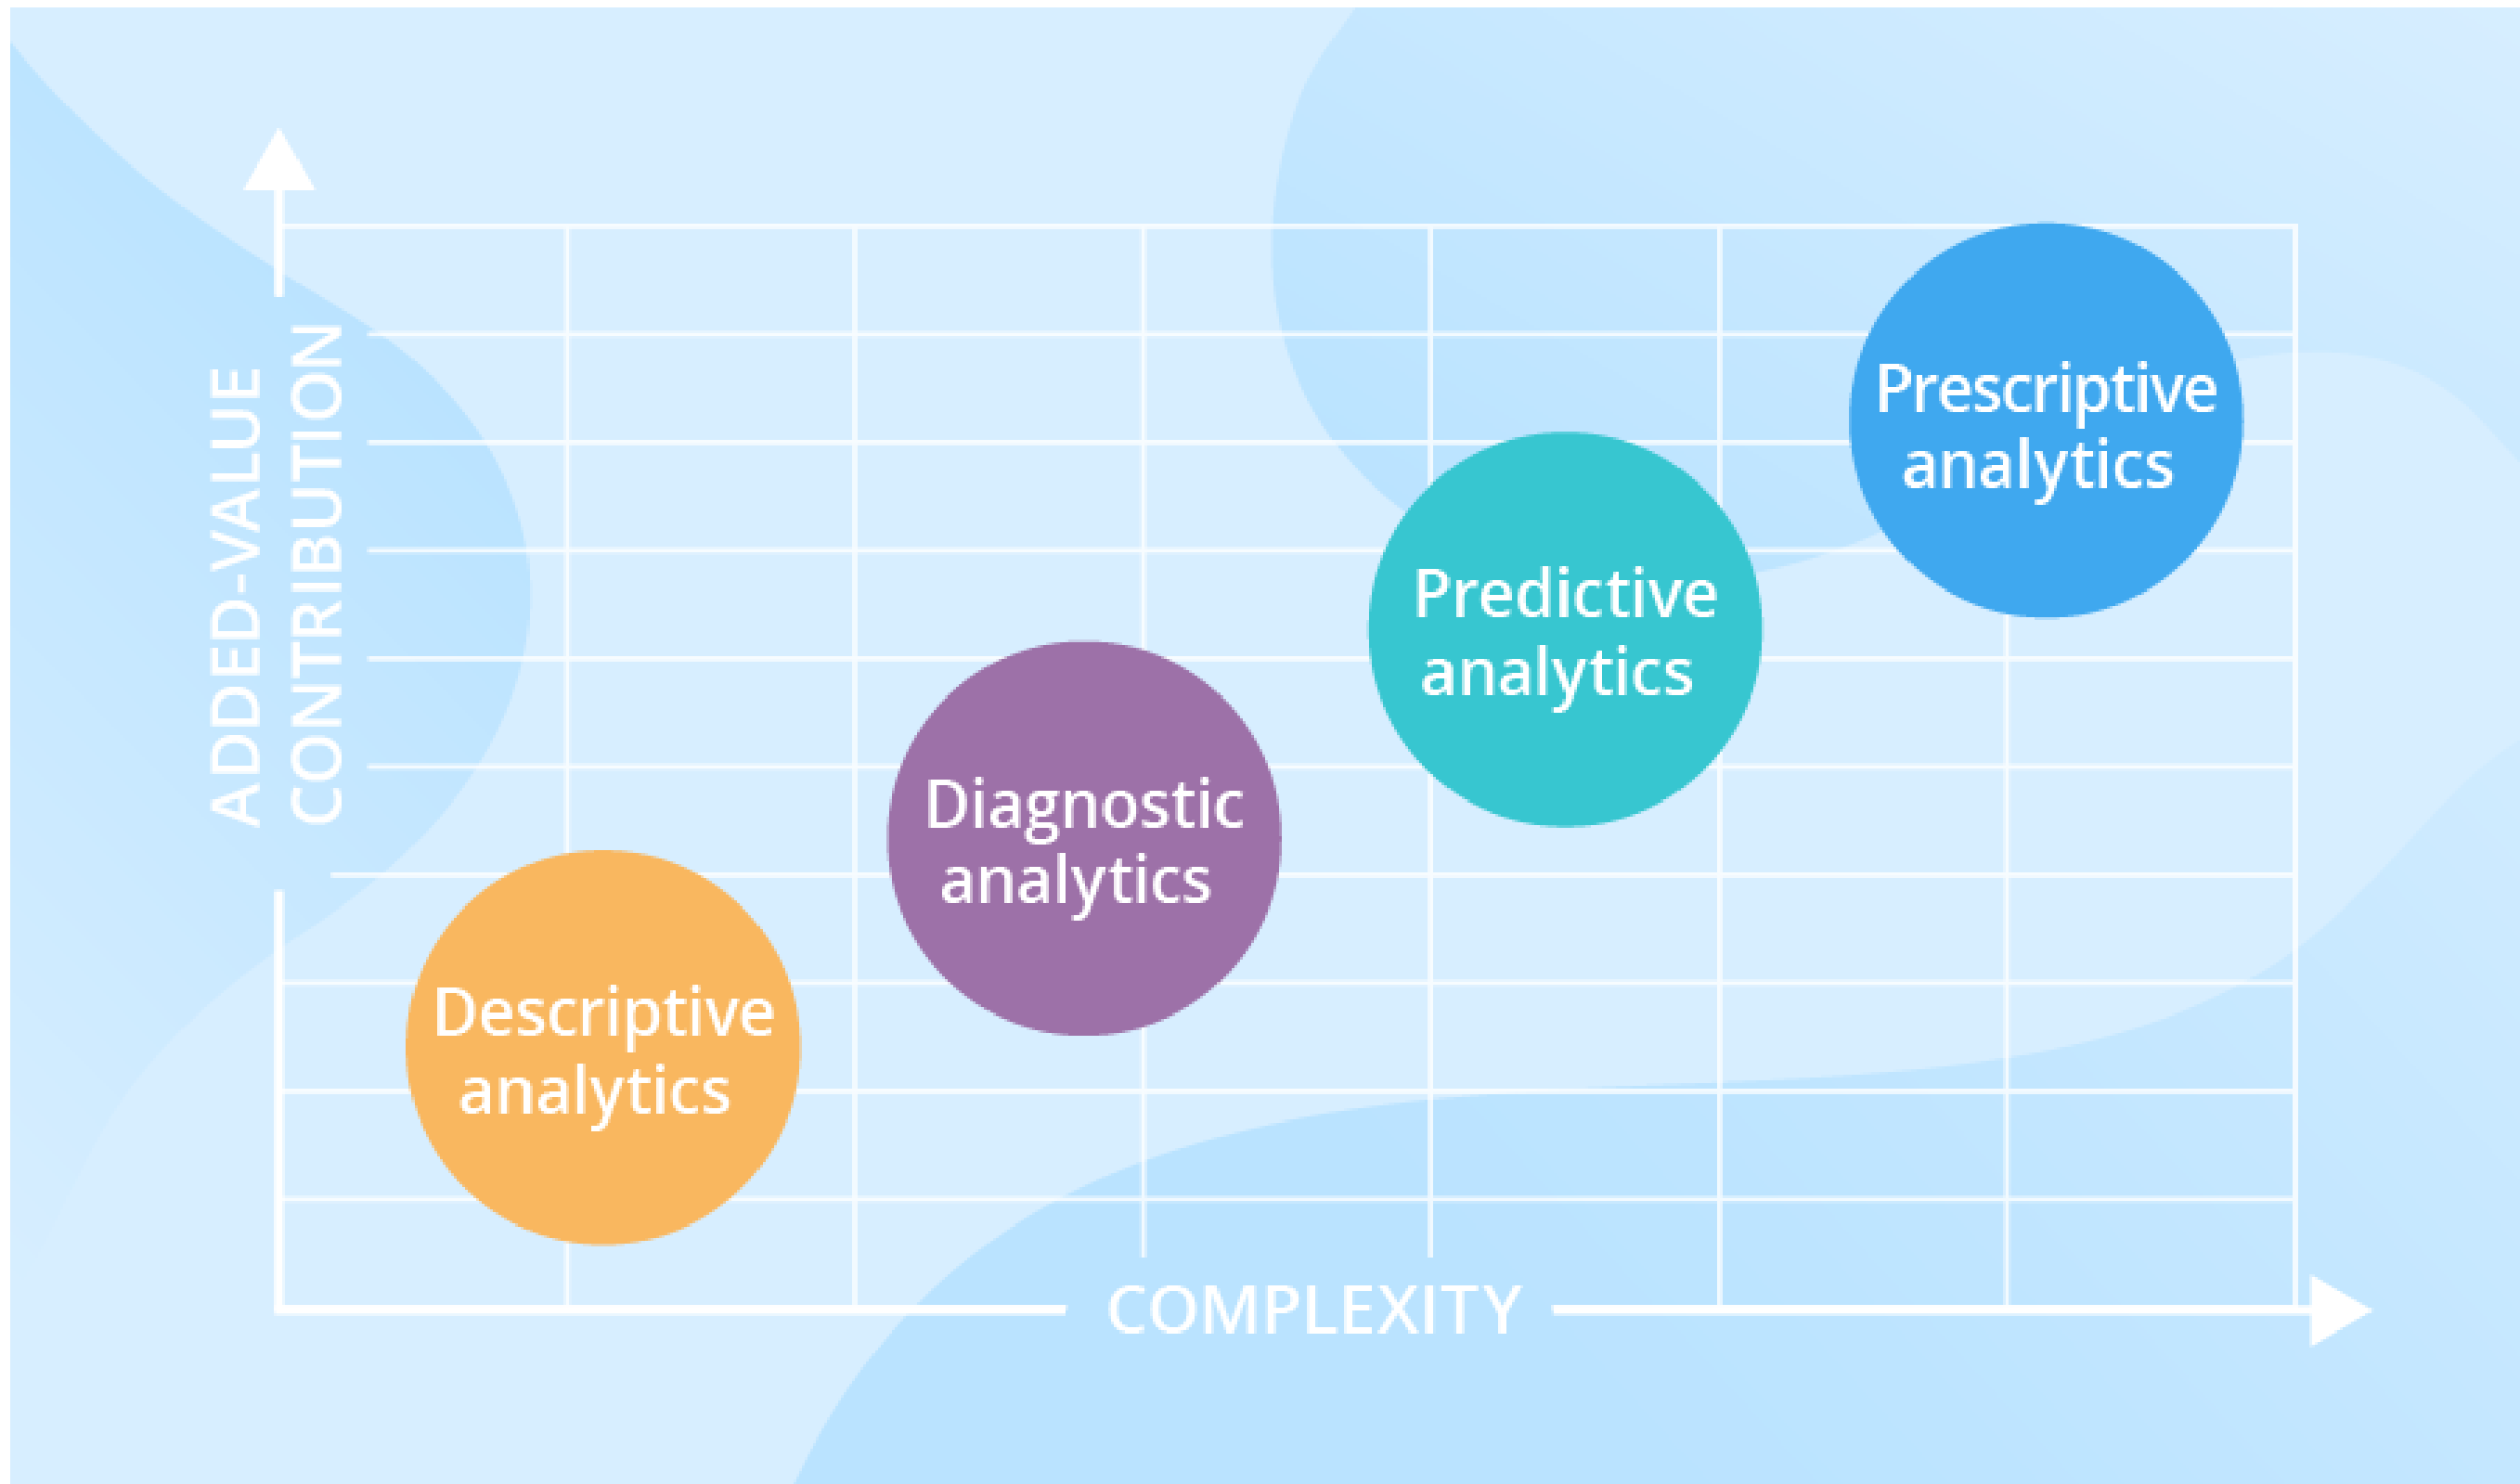 ADDED-VALUE
CONTRIBUTION
Prescriptive
analytics
Predictive
analytics
Diagnostic
analytics
Descriptive
analytics
COMPLEXITY